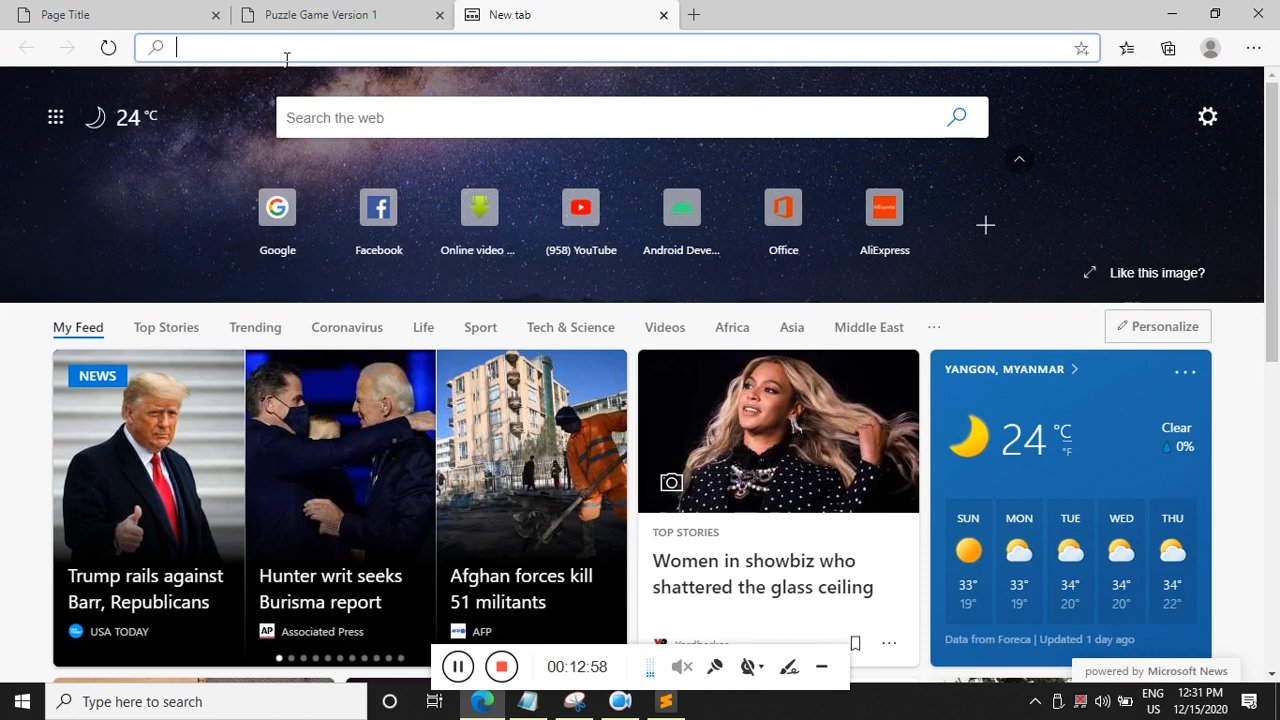 Page Title
Puzzle Game Version 1
New tab
24 °C
Search the web
Google
Facebook
Online video ...
(958) YouTube
Android Deve...
Office
AliExpress
AliExpress
Like this image?
My Feed
Top Stories
Trending
Coronavirus
Life
Sport
Tech & Science
Videos
Africa
Asia
Middle East
...
Personalize
NEWS
Trump rails against
Barr, Republicans
USA TODAY
Hunter writ seeks
Burisma report
AP Associated Press
Afghan forces kill
51 militants
AFP AFP
TOP STORIES
Women in showbiz who
shattered the glass ceiling
YANGON, MYANMAR
24 °C
°F
Clear
0%
SUN MON TUE WED THU
33° 33° 34° 34° 34°
19° 19° 20° 20° 22°
Data from Foreca | Updated 1 day ago
powered by Microsoft News
00:12:58
Type here to search
ENG
US
12:31 PM
12/15/2020